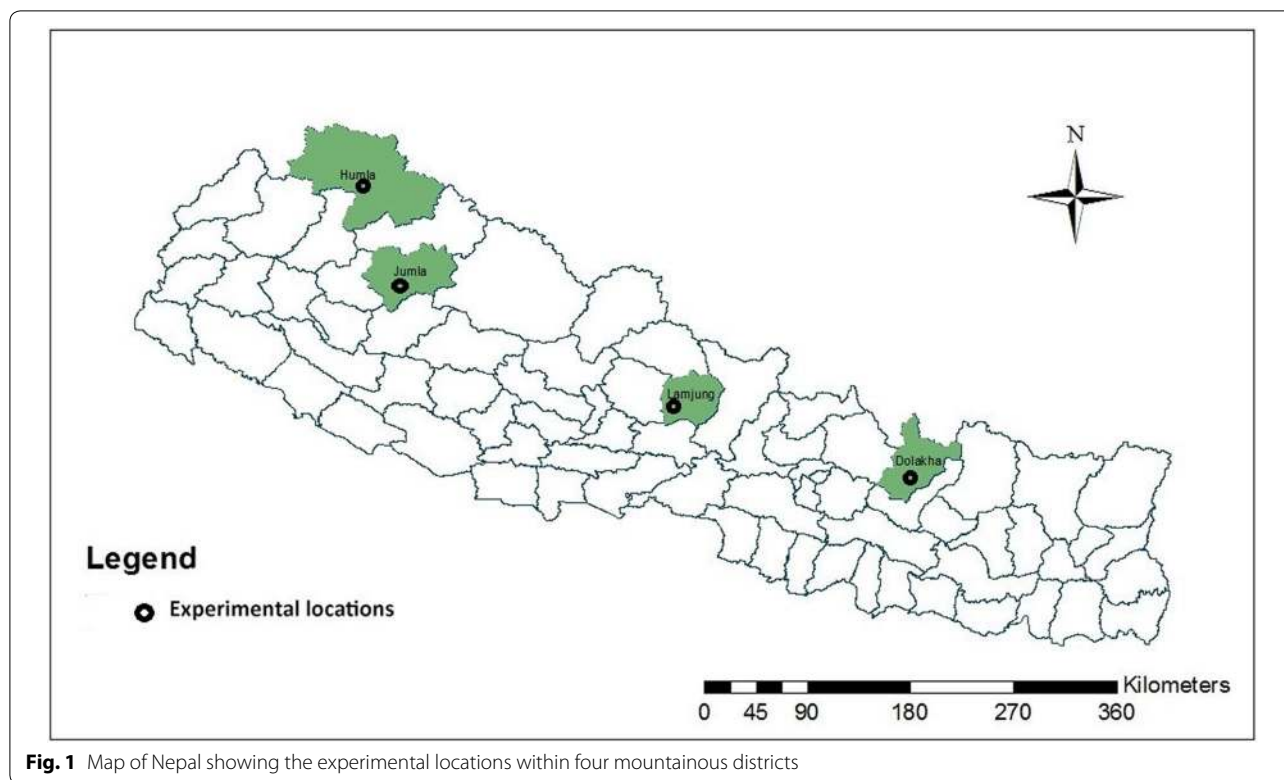 N
Humla
Jumla
Lamjung
Dolakha
Legend
Experimental locations
Kilometers
0 45 90 180 270 360
Fig. 1 Map of Nepal showing the experimental locations within four mountainous districts